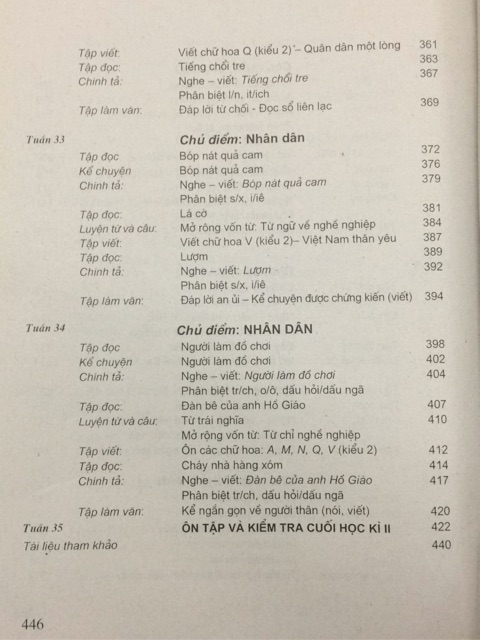 Tập viết: Viết chữ hoa Q (kiểu 2) – Quân dân một lòng 361
Tập đọc: Tiếng chổi tre 363
Chính tả: Nghe – viết: Tiếng chổi tre 367
Phân biệt l/n, it/ich
Tập làm văn: Đáp lời từ chối - Đọc sổ liên lạc 369
Tuần 33 Chủ điểm: Nhân dân
Tập đọc Bóp nát quả cam 372
Kể chuyện Bóp nát quả cam 376
Chính tả: Nghe – viết: Bóp nát quả cam 379
Phân biệt s/x, i/iê
Tập đọc: Lá cờ 381
Luyện từ và câu: Mở rộng vốn từ: Từ ngữ về nghề nghiệp 384
Tập viết: Viết chữ hoa V (kiểu 2)– Việt Nam thân yêu 387
Tập đọc: Lượm 389
Chính tả: Nghe – viết: Lượm 392
Phân biệt s/x, i/iê
Tập làm văn: Đáp lời an ủi – Kể chuyện được chứng kiến (viết) 394
Tuần 34 Chủ điểm: NHÂN DÂN
Tập đọc Người làm đồ chơi 398
Kể chuyện Người làm đồ chơi 402
Chính tả: Nghe – viết: Người làm đồ chơi 404
Phân biệt tr/ch, o/ô, dấu hỏi/dấu ngã
Tập đọc: Đàn bê của anh Hồ Giáo 407
Luyện từ và câu: Từ trái nghĩa 410
Mở rộng vốn từ: Từ chỉ nghề nghiệp
Tập viết: Ôn các chữ hoa: A, M, N, Q, V (kiểu 2) 412
Tập đọc: Cháy nhà hàng xóm 414
Chính tả: Nghe – viết: Đàn bê của anh Hồ Giáo 417
Phân biệt tr/ch, dấu hỏi/dấu ngã
Tập làm văn: Kể ngắn gọn về người thân (nói, viết) 420
Tuần 35 ÔN TẬP VÀ KIỂM TRA CUỐI HỌC KÌ II 422
Tài liệu tham khảo 440
446